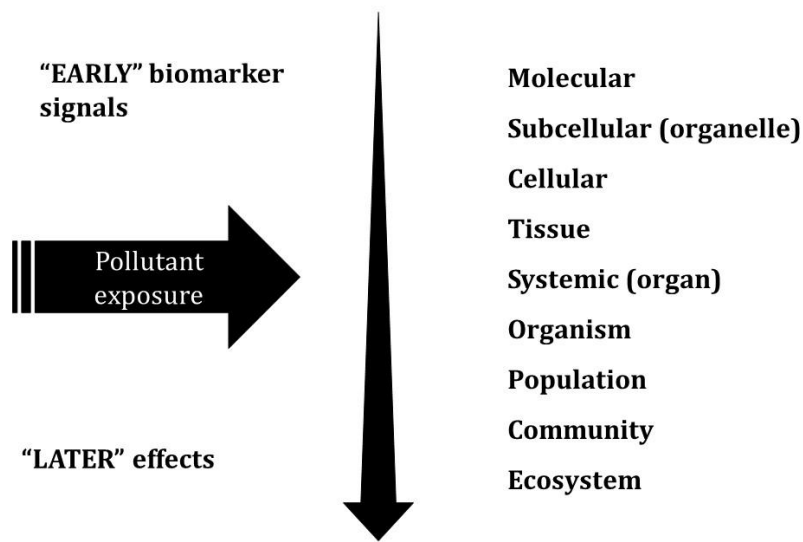 “EARLY” biomarker
signals
Pollutant
exposure
“LATER” effects
Molecular
Subcellular (organelle)
Cellular
Tissue
Systemic (organ)
Organism
Population
Community
Ecosystem